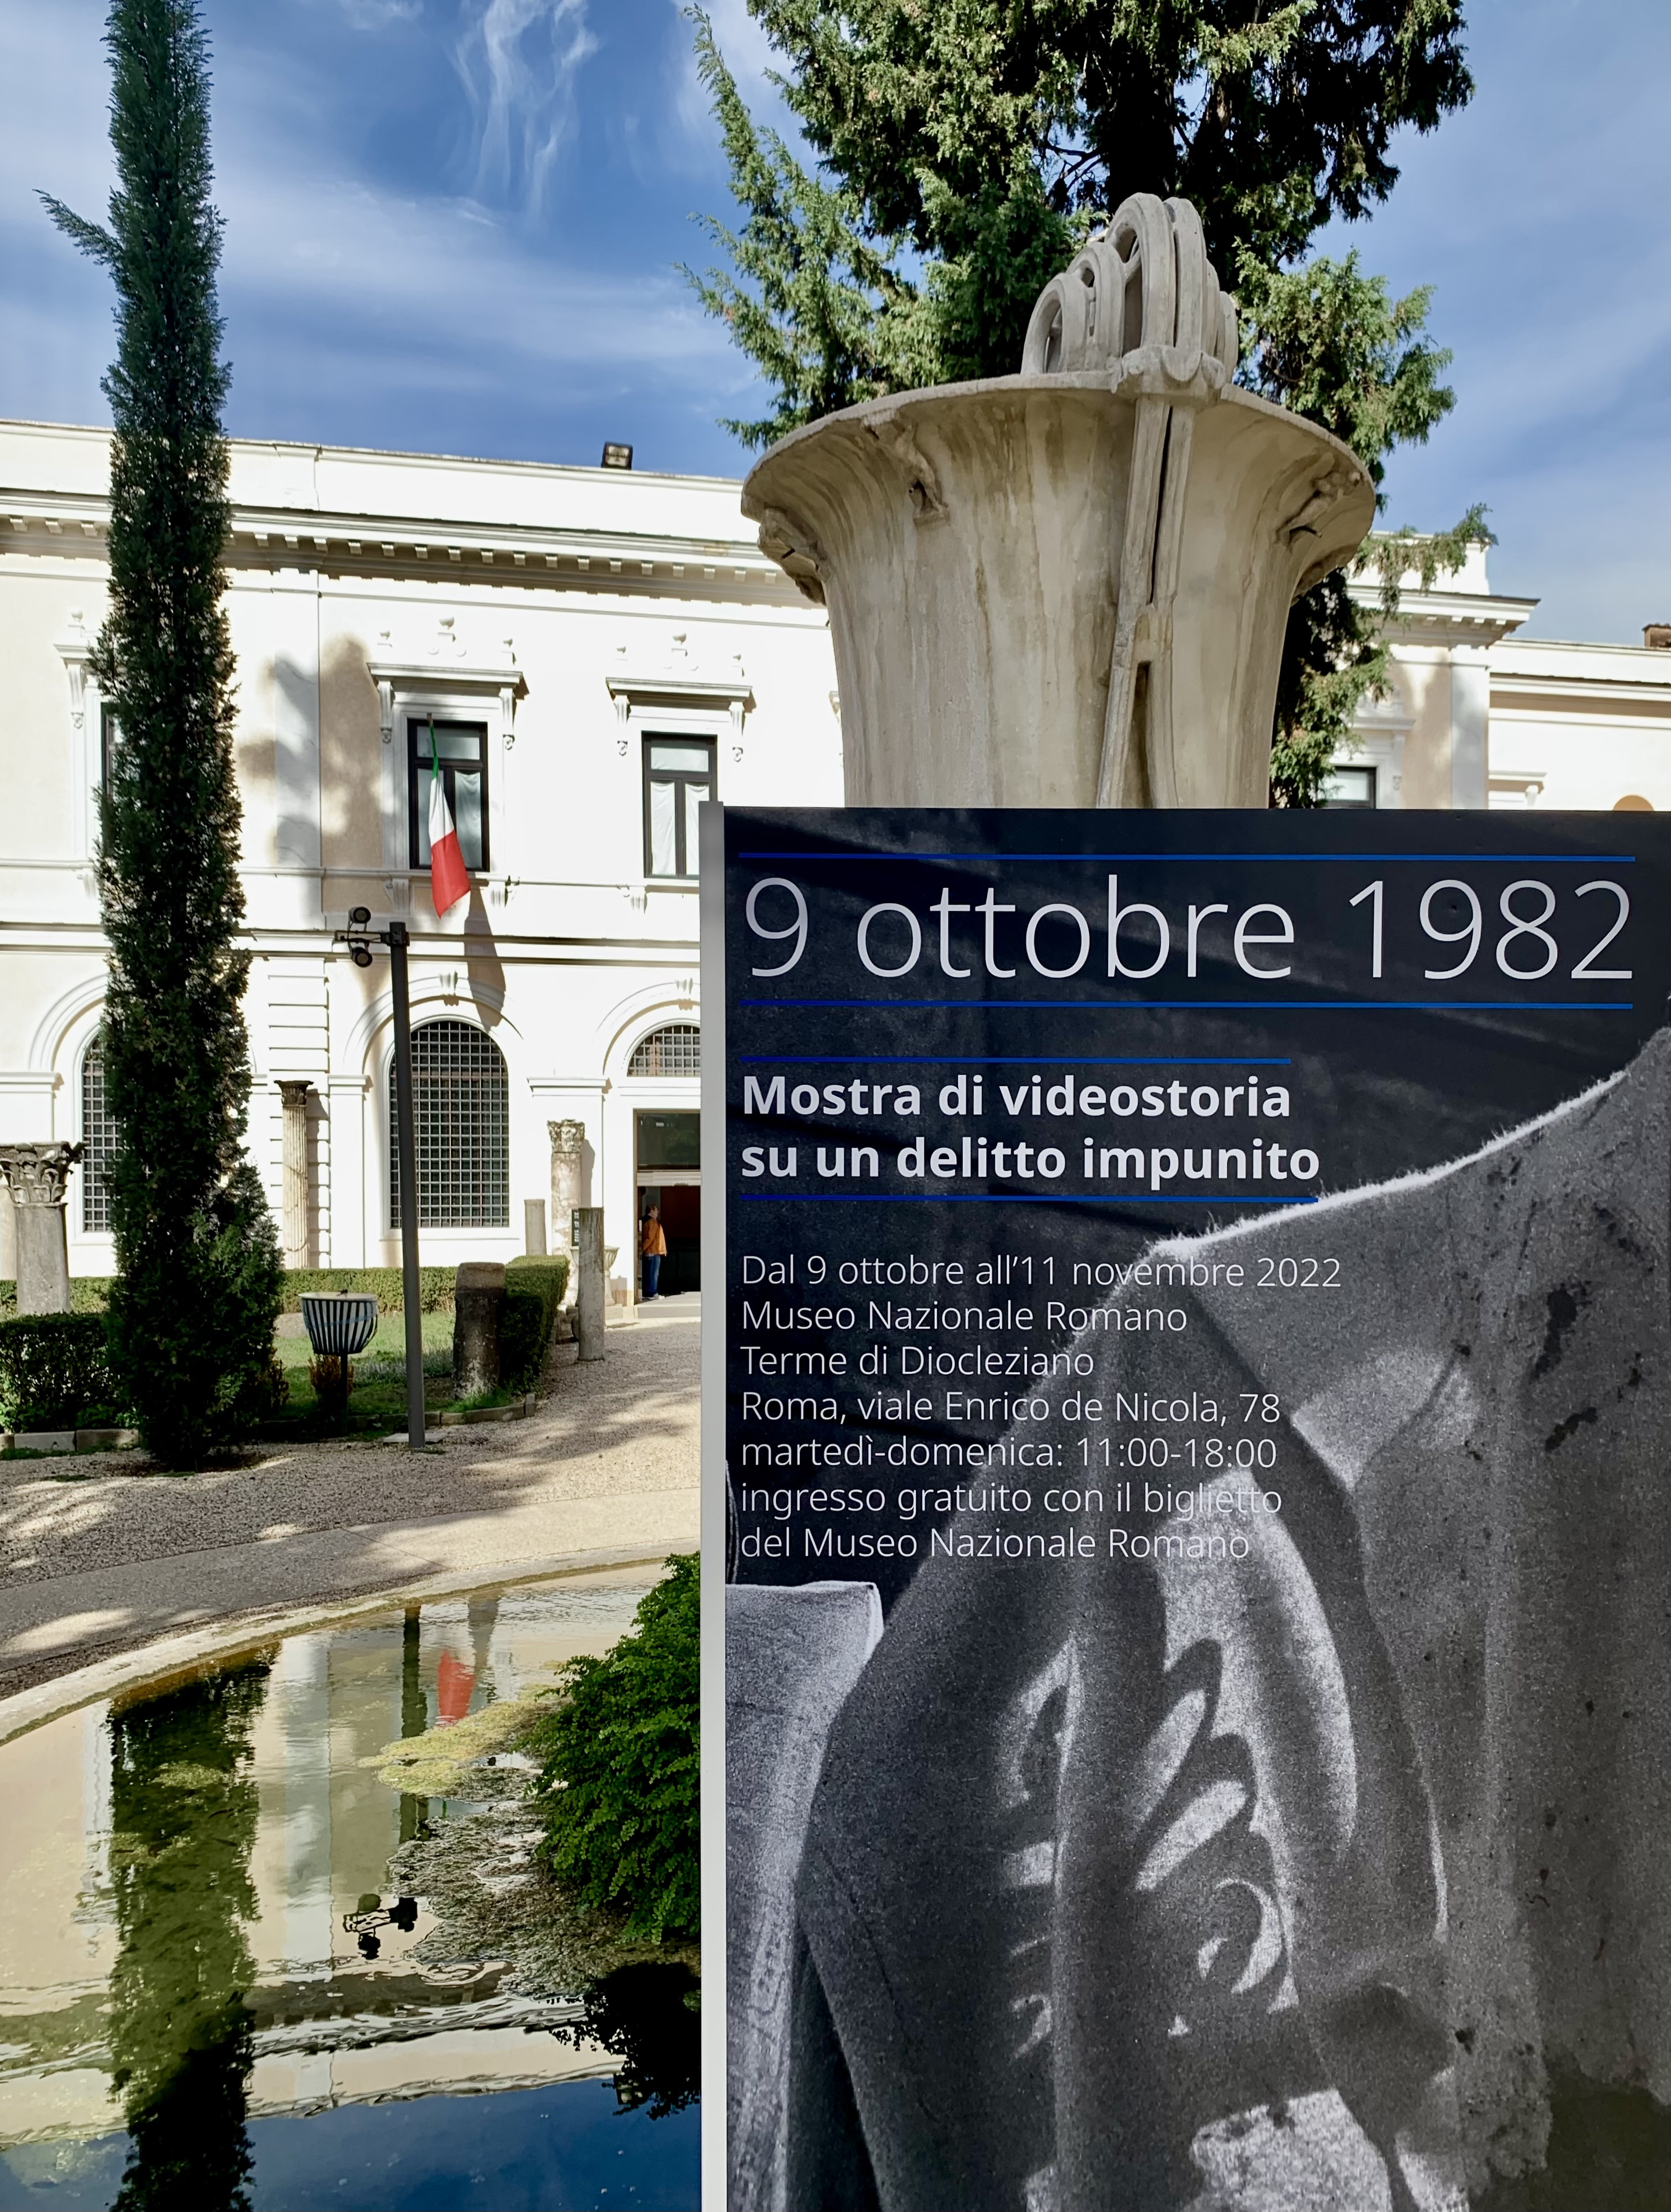 9 ottobre 1982
Mostra di videostoria
su un delitto impunito
Dal 9 ottobre all’11 novembre 2022
Museo Nazionale Romano
Terme di Diocleziano
Roma, viale Enrico de Nicola, 78
martedì-domenica: 11:00-18:00
ingresso gratuito con il biglietto
del Museo Nazionale Romano